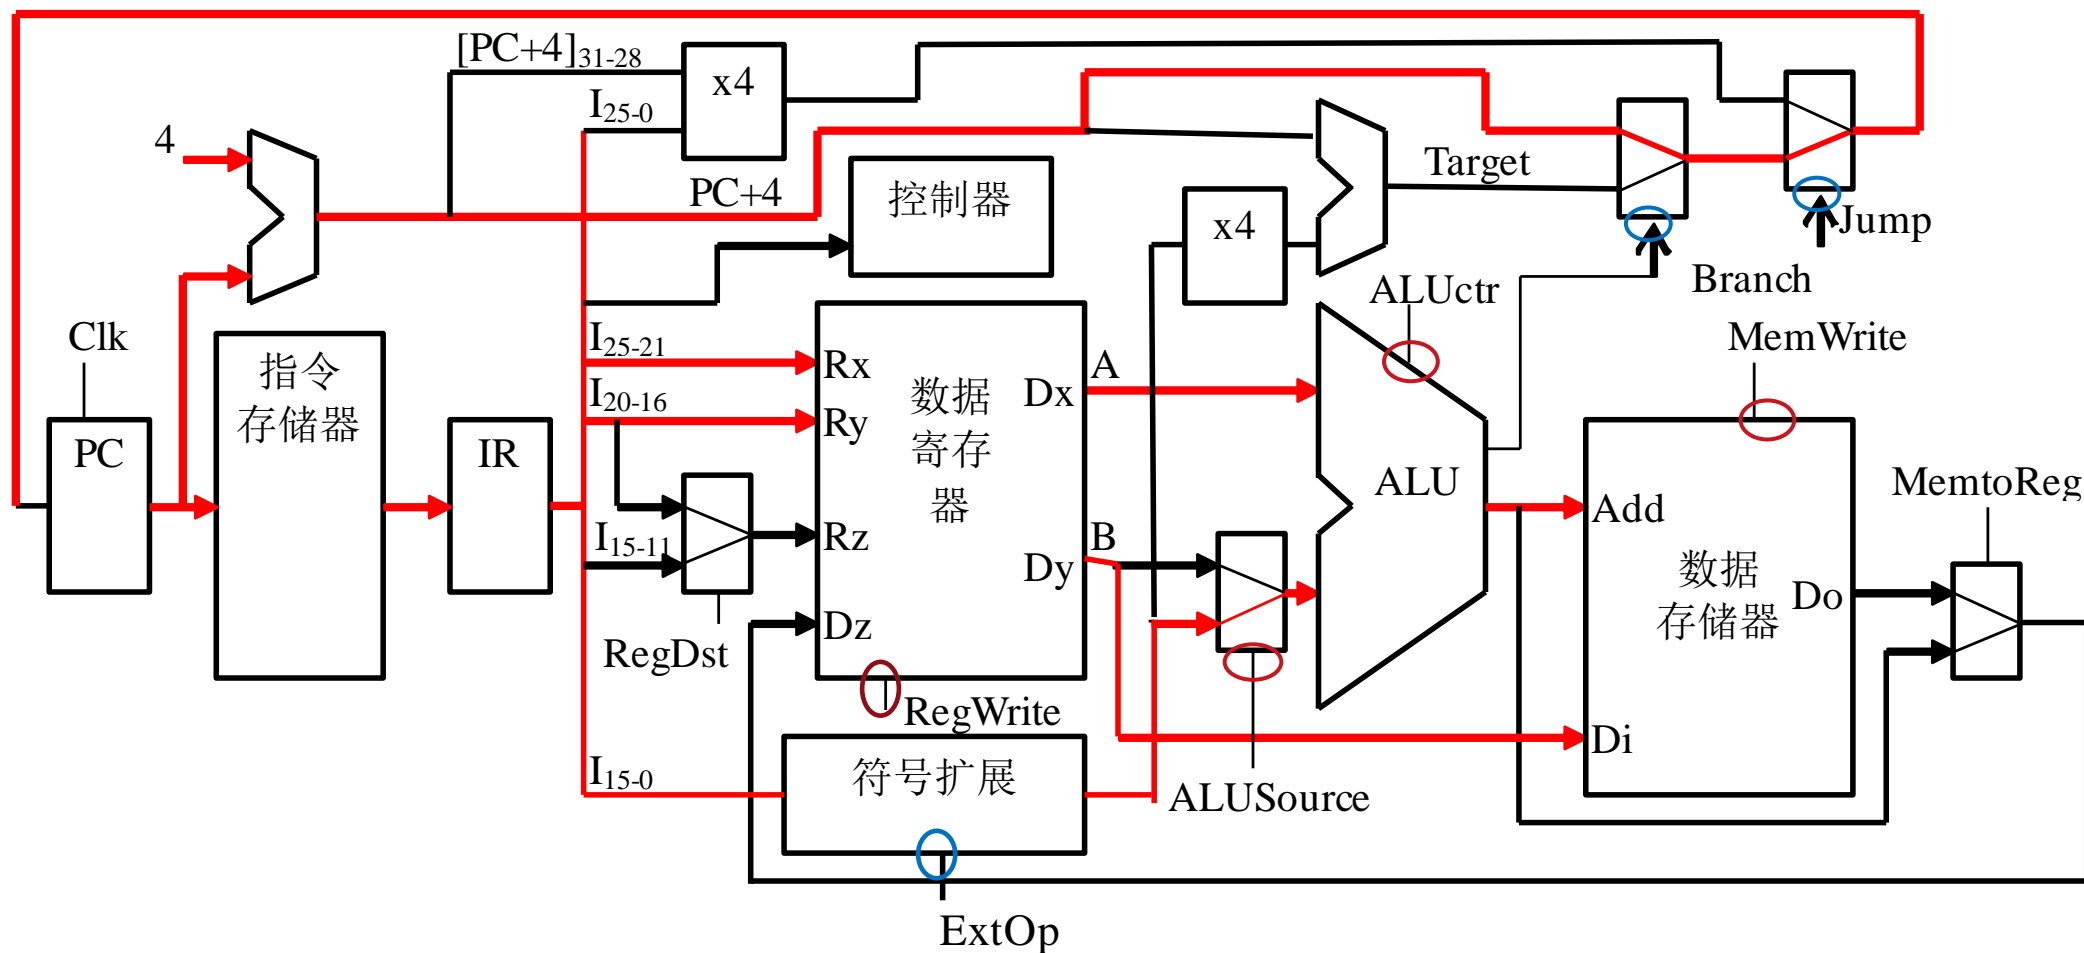 [PC+4]31-28
x4
I25-0
4
PC+4
控制器
Target
x4
Jump
Branch
ALUctr
Clk
指令
存储器
I25-21
Rx
数据
寄存
器
Dx
A
MemWrite
I20-16
Ry
PC
IR
ALU
MemtoReg
Add
I15-11
Rz
B
Dy
数据
存储器
Do
RegDst
Dz
RegWrite
Di
I15-0
符号扩展
ALUSource
ExtOp